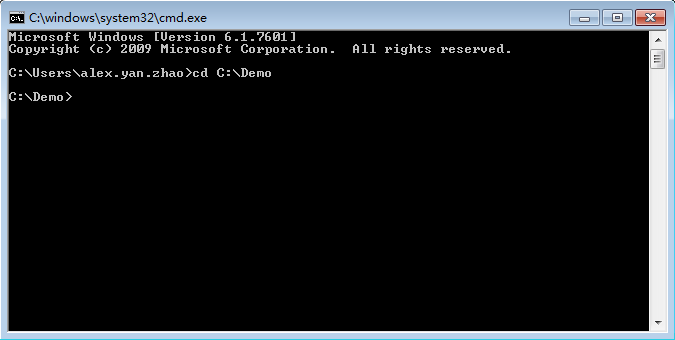 C:\windows\system32\cmd.exe
Microsoft Windows [Version 6.1.7601]
Copyright (c) 2009 Microsoft Corporation.  All rights reserved.
C:\Users\alex.yan.zhao>cd C:\Demo
C:\Demo>